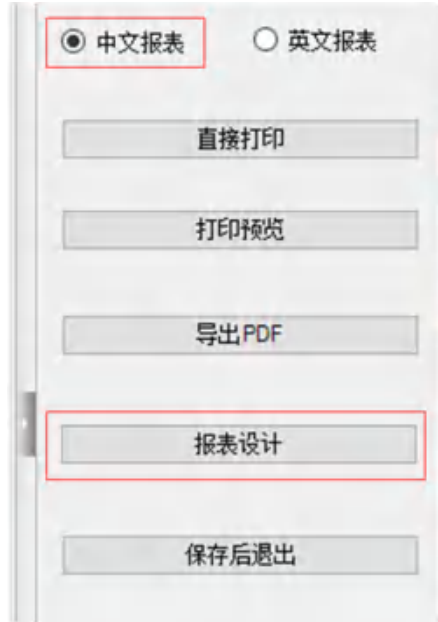 中文报表 英文报表
直接打印
打印预览
导出PDF
报表设计
保存后退出